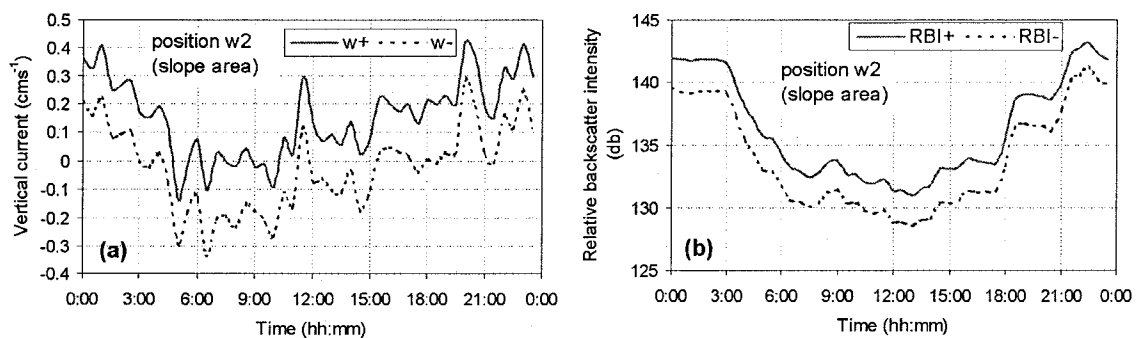 Vertical current (cms-1)
0.5
0.4
0.3
0.2
0.1
0
-0.1
-0.2
-0.3
-0.4
position w2
(slope area)
w+ w-
(a)
0:00 3:00 6:00 9:00 12:00 15:00 18:00 21:00 0:00
Time (hh:mm)
Relative backscatter intensity
(db)
145
140
135
130
125
RBI+ RBI-
position w2
(slope area)
(b)
0:00 3:00 6:00 9:00 12:00 15:00 18:00 21:00 0:00
Time (hh:mm)